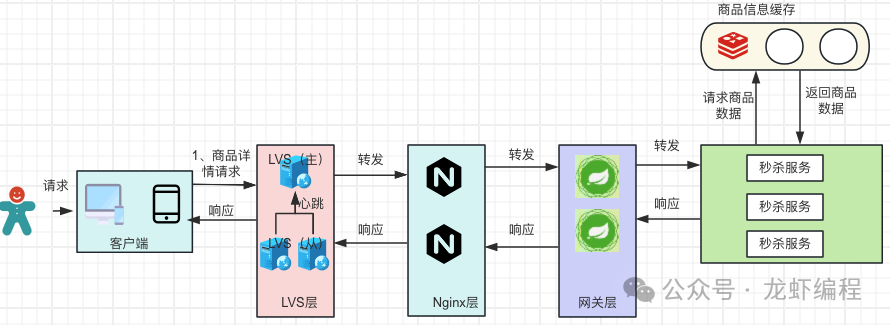 商品信息缓存
请求商品
数据
返回商品
数据
请求
1、商品详
情请求
响应
客户端
LVS（主）
心跳
LVS（从）
LVS层
转发
响应
N
N
Nginx层
转发
响应
网关层
转发
响应
秒杀服务
秒杀服务
秒杀服务
公众号 · 龙虾编程